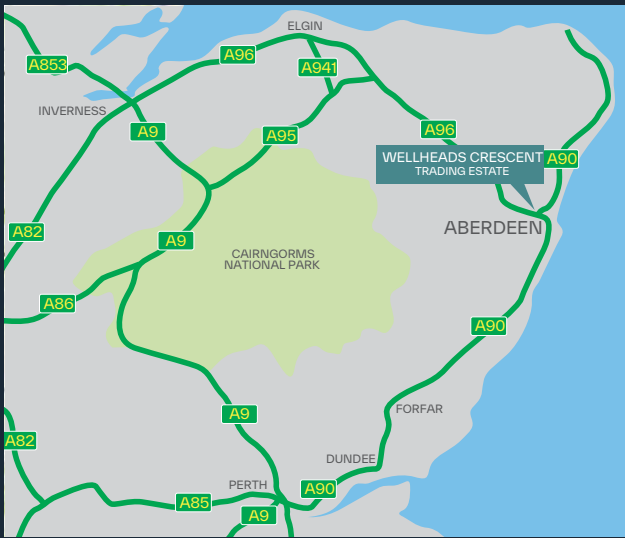 ELGIN
A96
A853
A941
INVERNESS
A9
A95
A96
WELLHEADS CRESCENT
TRADING ESTATE
A90
A82
ABERDEEN
A9
CAIRNGORMS
NATIONAL PARK
A86
A90
FORFAR
A9
A82
DUNDEE
PERTH
A90
A85
A9